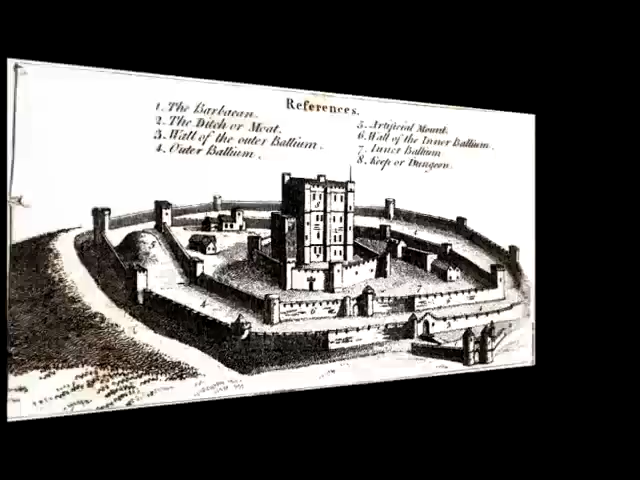 References.
1. The Barbacan.
2. The Ditch or Moat.
3. Wall of the outer Ballium.
4. Outer Ballium.
5. Artificial Mount.
6. Wall of the Inner Ballium.
7. Inner Ballium
8. Keep or Dungeon.